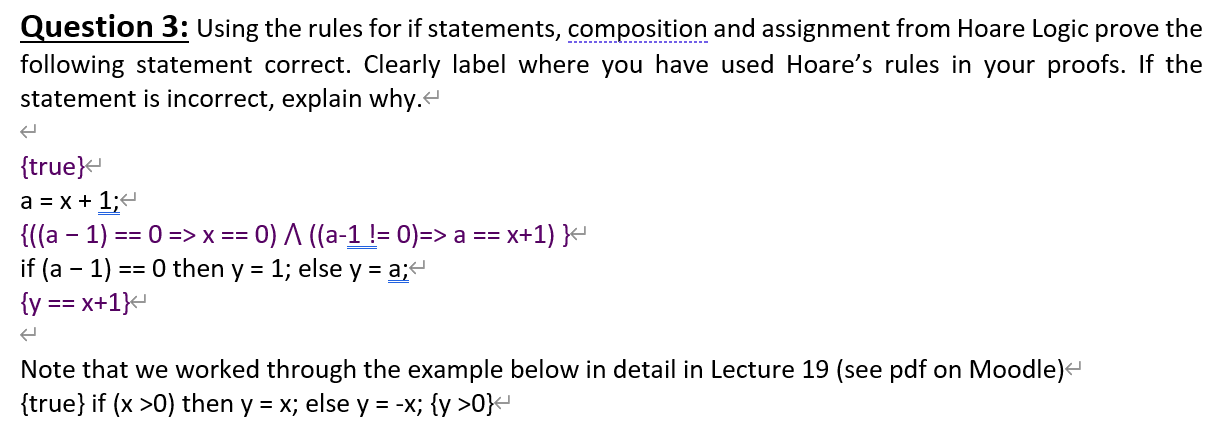 Question 3: Using the rules for if statements, composition and assignment from Hoare Logic prove the
following statement correct. Clearly label where you have used Hoare’s rules in your proofs. If the
statement is incorrect, explain why.↵
↵
{true}↵
a = x + 1;↵
{((a – 1) == 0 => x == 0) Λ ((a-1 != 0)=> a == x+1) }↵
if (a – 1) == 0 then y = 1; else y = a;↵
{y == x+1}↵
↵
Note that we worked through the example below in detail in Lecture 19 (see pdf on Moodle)↵
{true} if (x >0) then y = x; else y = -x; {y >0}↵